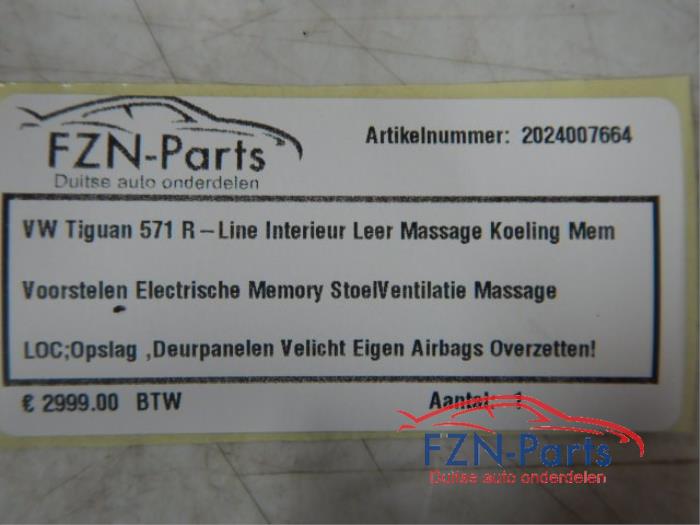 FZN-Parts
Duitse auto onderdelen
Artikelnummer: 2024007664
VW Tiguan 571 R-Line Interieur Leer Massage Koeling Mem
Voorstelen Electrische Memory StoelVentilatie Massage
LOC;Opslag ,Deurpanelen Velicht Eigen Airbags Overzetten!
€ 2999.00 BTW
Aantal: 1
FZN-Parts
Duitse auto onderdelen